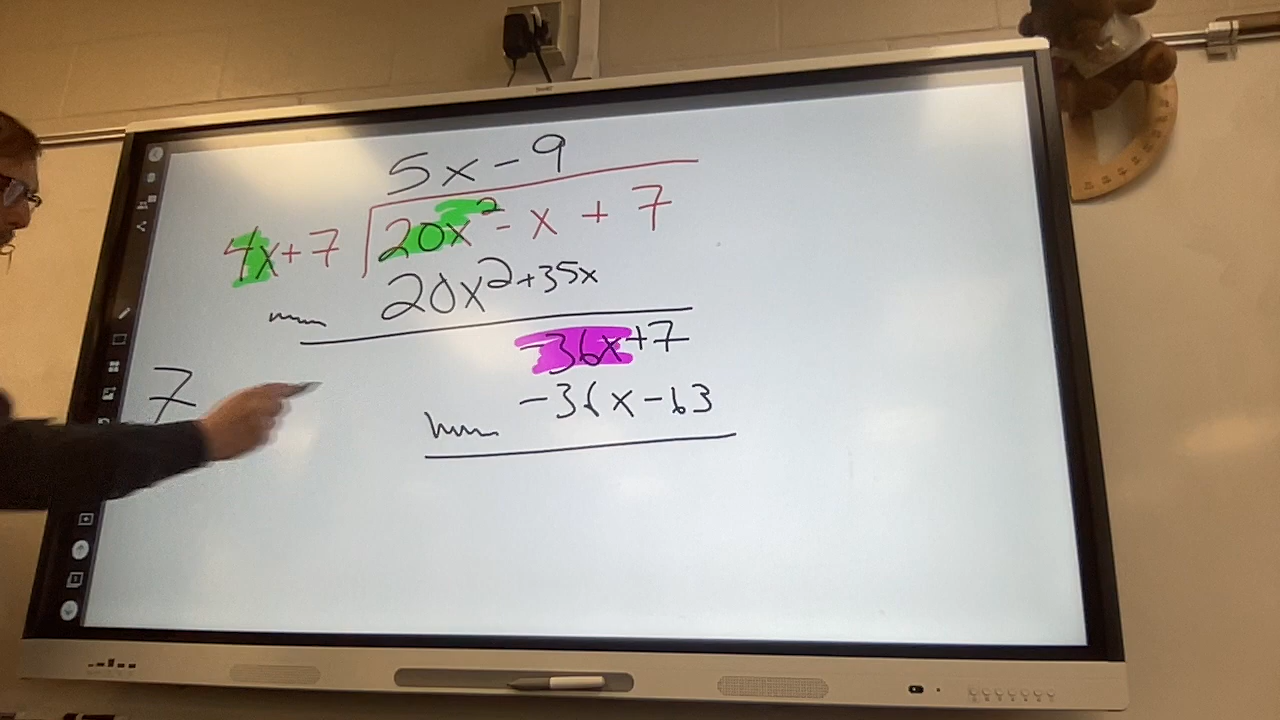 5x - 9
4x + 7 20x² - x + 7
20x² + 35x
-36x + 7
-36x - 63
7